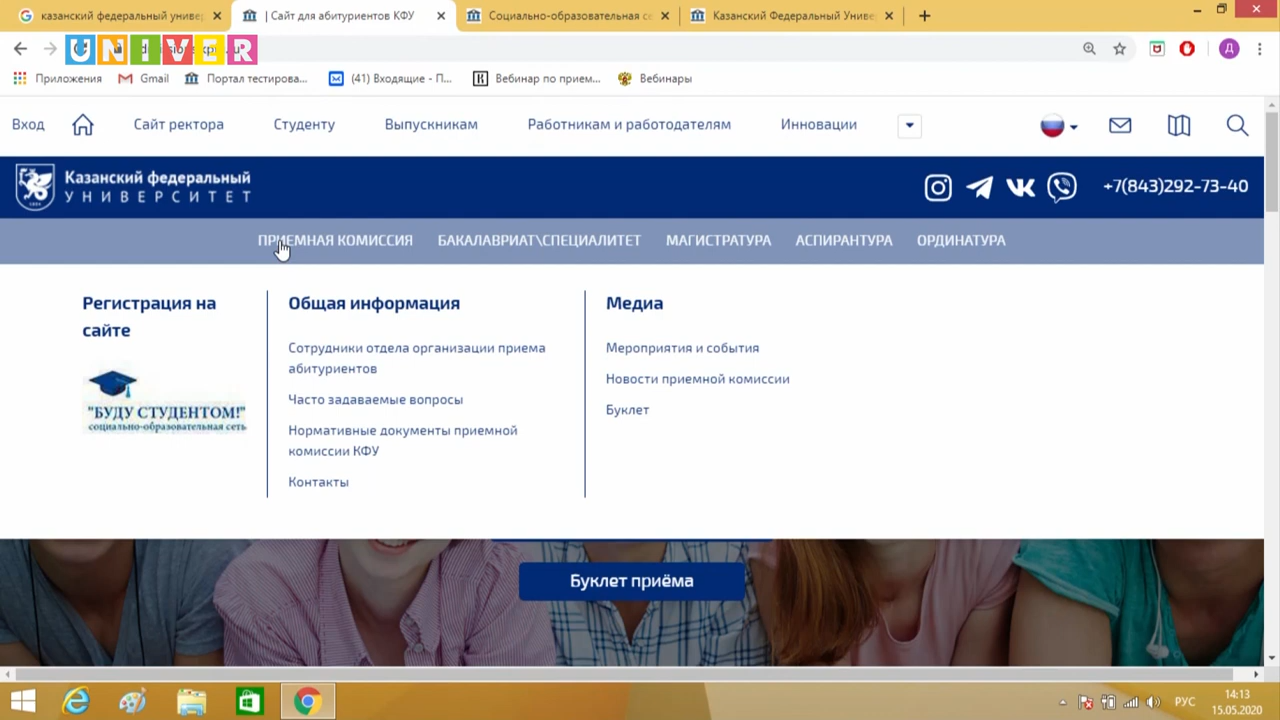 казанский федеральный универ
| Сайт для абитуриентов КФУ
Социально-образовательная се
Казанский Федеральный Униве
UNIVER
Д
Приложения
Gmail
Портал тестирова...
(41) Входящие - П...
Вебинар по прием...
Вебинары
Вход
Сайт ректора
Студенту
Выпускникам
Работникам и работодателям
Инновации
Казанский федеральный
УНИВЕРСИТЕТ
+7(843)292-73-40
ПРИЕМНАЯ КОМИССИЯ
БАКАЛАВРИАТ\СПЕЦИАЛИТЕТ
МАГИСТРАТУРА
АСПИРАНТУРА
ОРДИНАТУРА
Регистрация на
сайте
"БУДУ СТУДЕНТОМ!"
социально-образовательная сеть
Общая информация
Сотрудники отдела организации приема
абитуриентов
Часто задаваемые вопросы
Нормативные документы приемной
комиссии КФУ
Контакты
Медиа
Мероприятия и события
Новости приемной комиссии
Буклет
Буклет приёма
РУС
14:13
15.05.2020